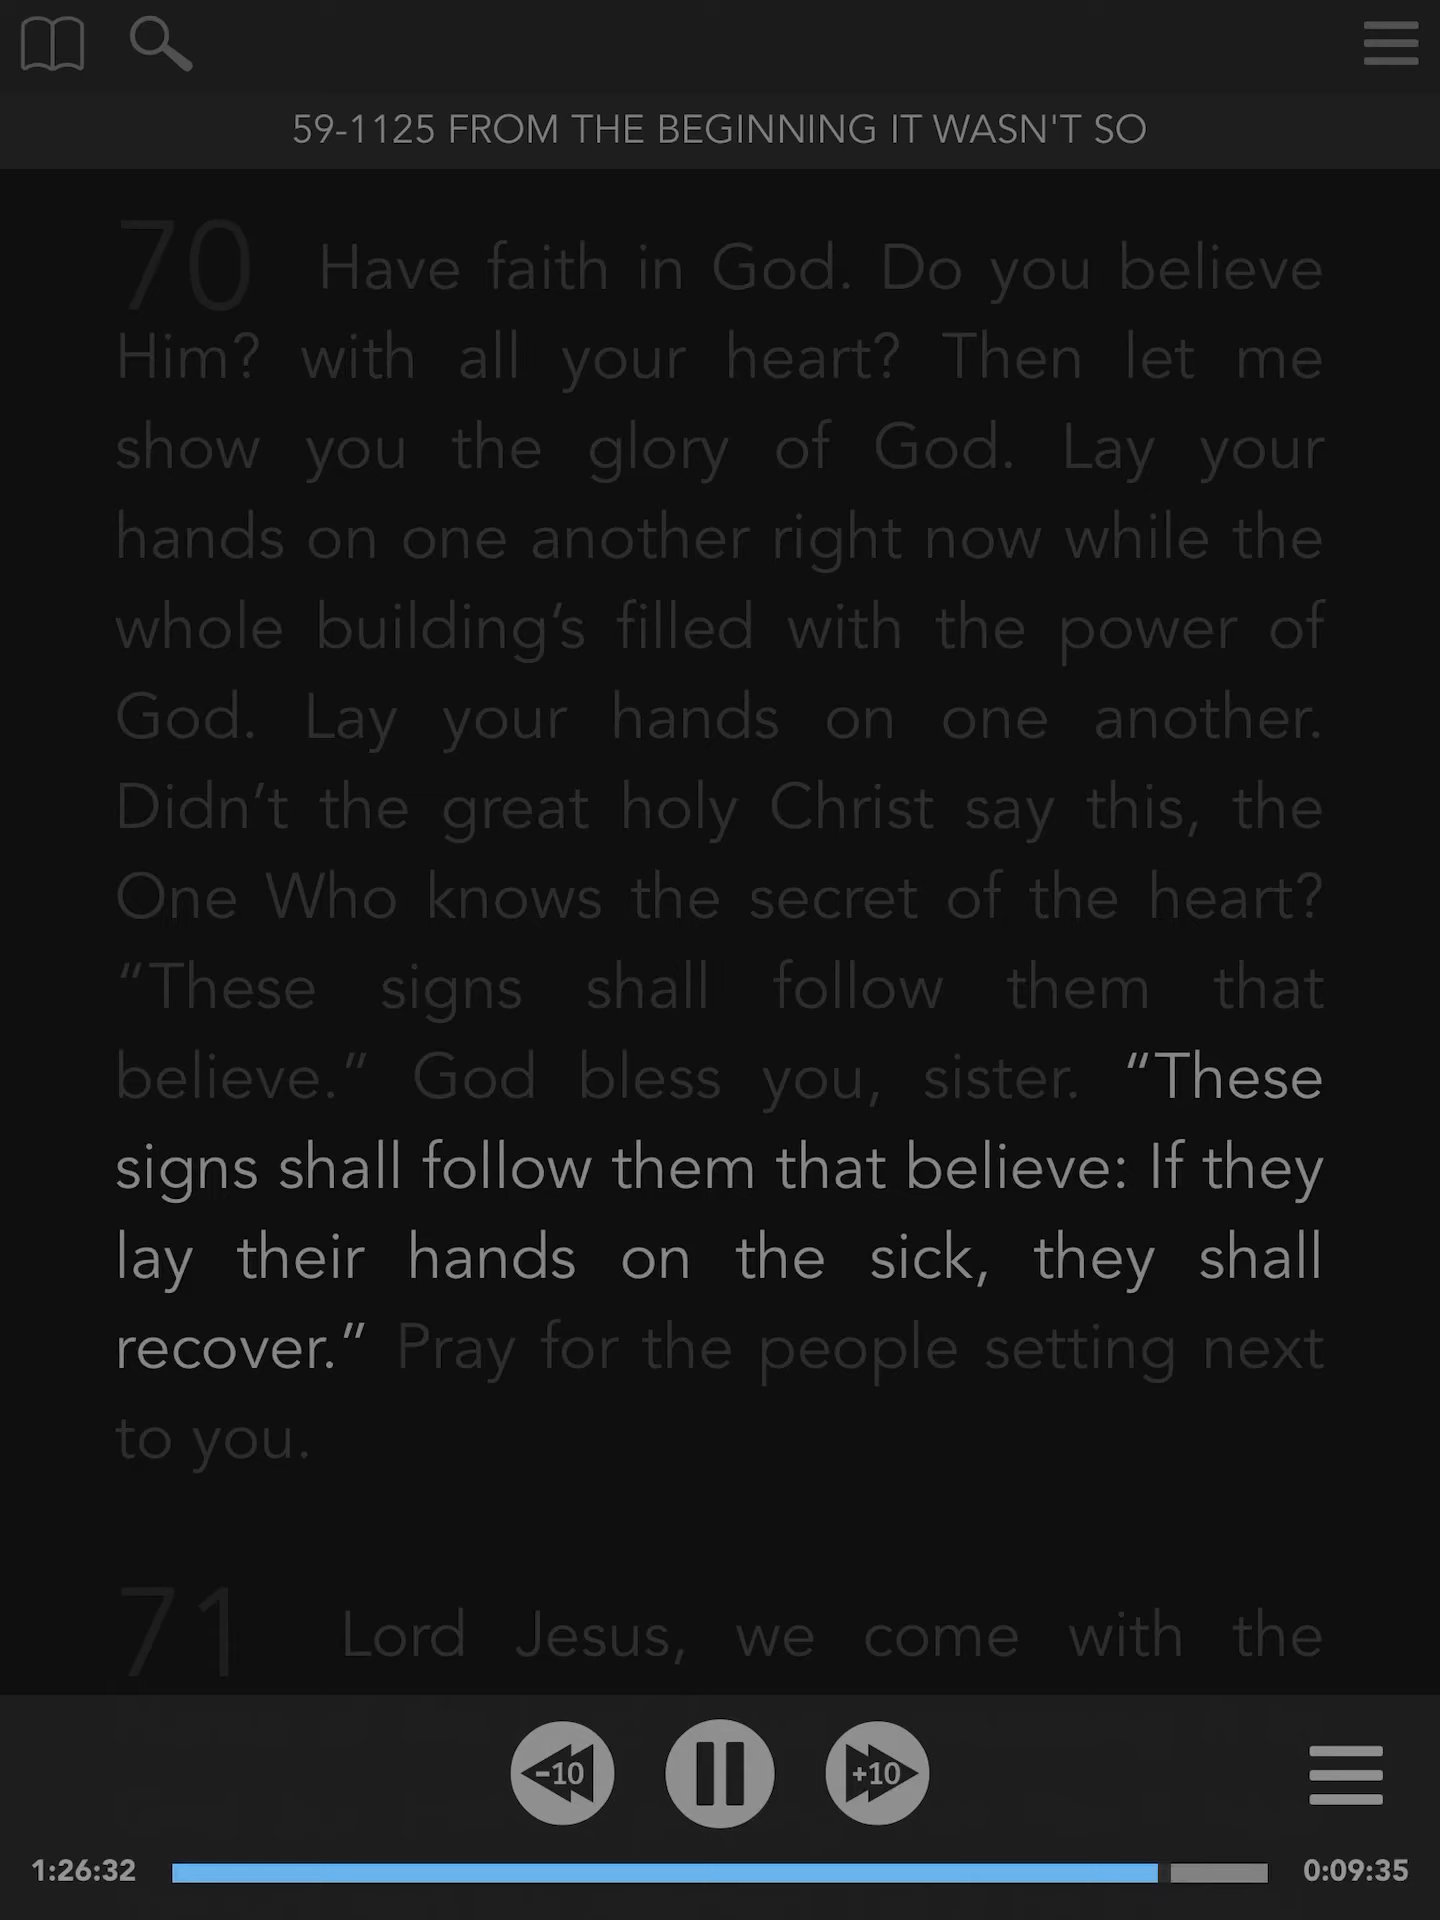 59-1125 FROM THE BEGINNING IT WASN'T SO
70 Have faith in God. Do you believe
Him? with all your heart? Then let me
show you the glory of God. Lay your
hands on one another right now while the
whole building‘s filled with the power of
God. Lay your hands on one another.
Didn’t the great holy Christ say this, the
One Who knows the secret of the heart?
“These signs shall follow them that
believe.” God bless you, sister. “These
signs shall follow them that believe: If they
lay their hands on the sick, they shall
recover.” Pray for the people setting next
to you.
71 Lord Jesus, we come with the
-10 +10
1:26:32 0:09:35